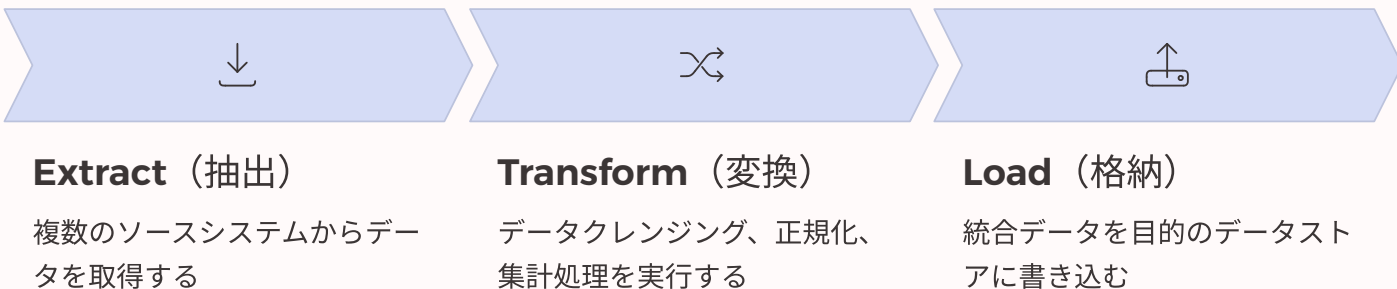 Extract（抽出）
複数のソースシステムからデー
タを取得する
Transform（変換）
データクレンジング、正規化、
集計処理を実行する
Load（格納）
統合データを目的のデータスト
アに書き込む